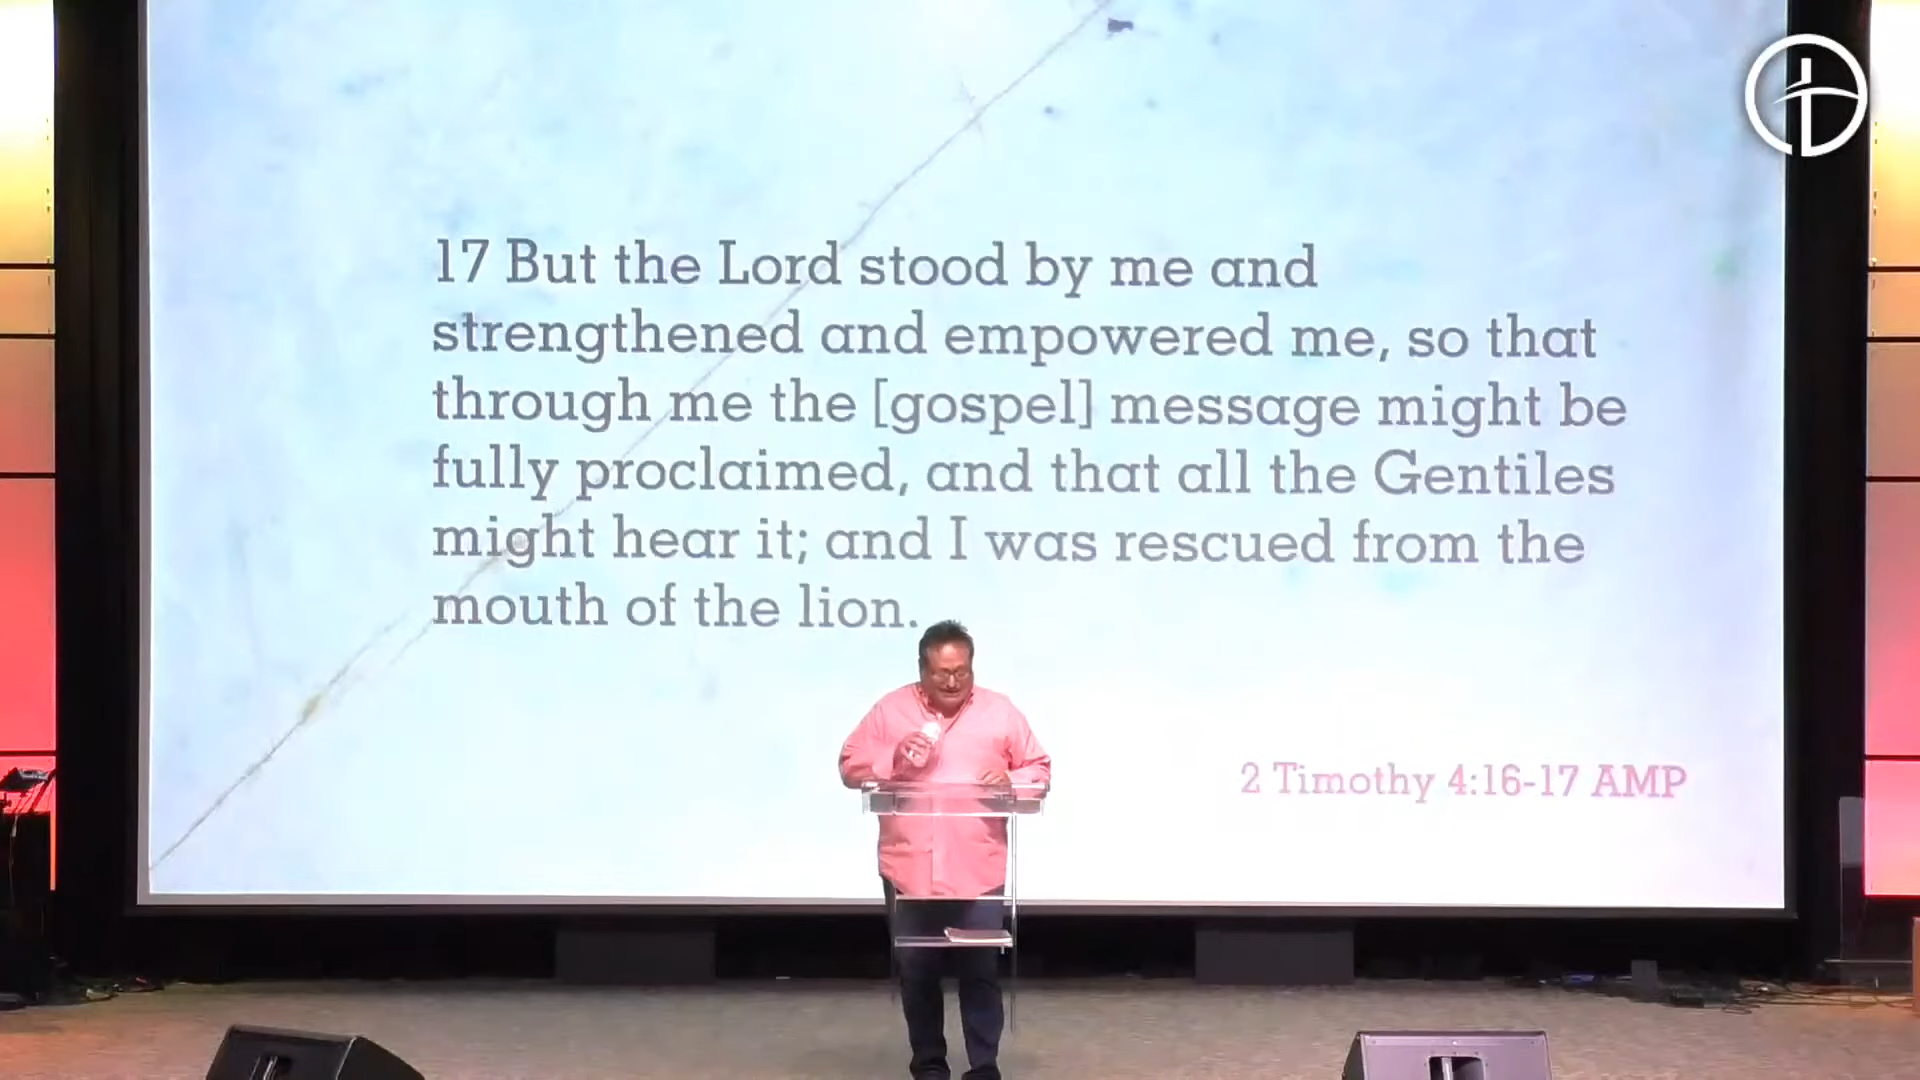 17 But the Lord stood by me and
strengthened and empowered me, so that
through me the [gospel] message might be
fully proclaimed, and that all the Gentiles
might hear it; and I was rescued from the
mouth of the lion.
2 Timothy 4:16-17 AMP